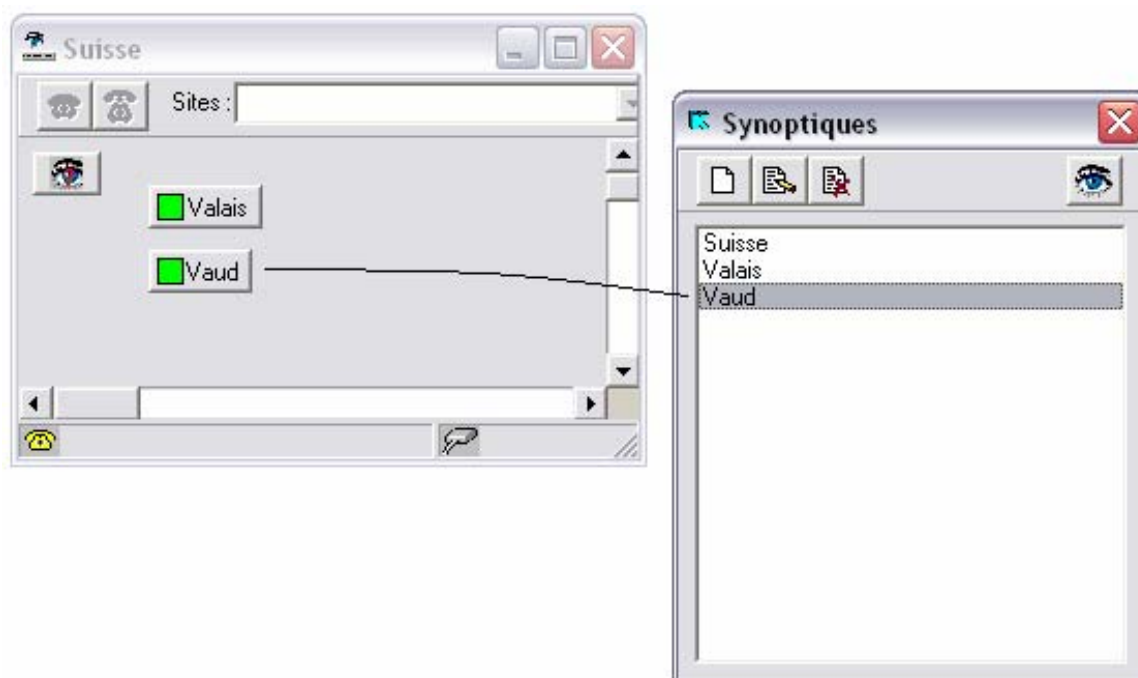 Suisse
Sites :
Valais
Vaud
Synoptiques
Suisse
Valais
Vaud